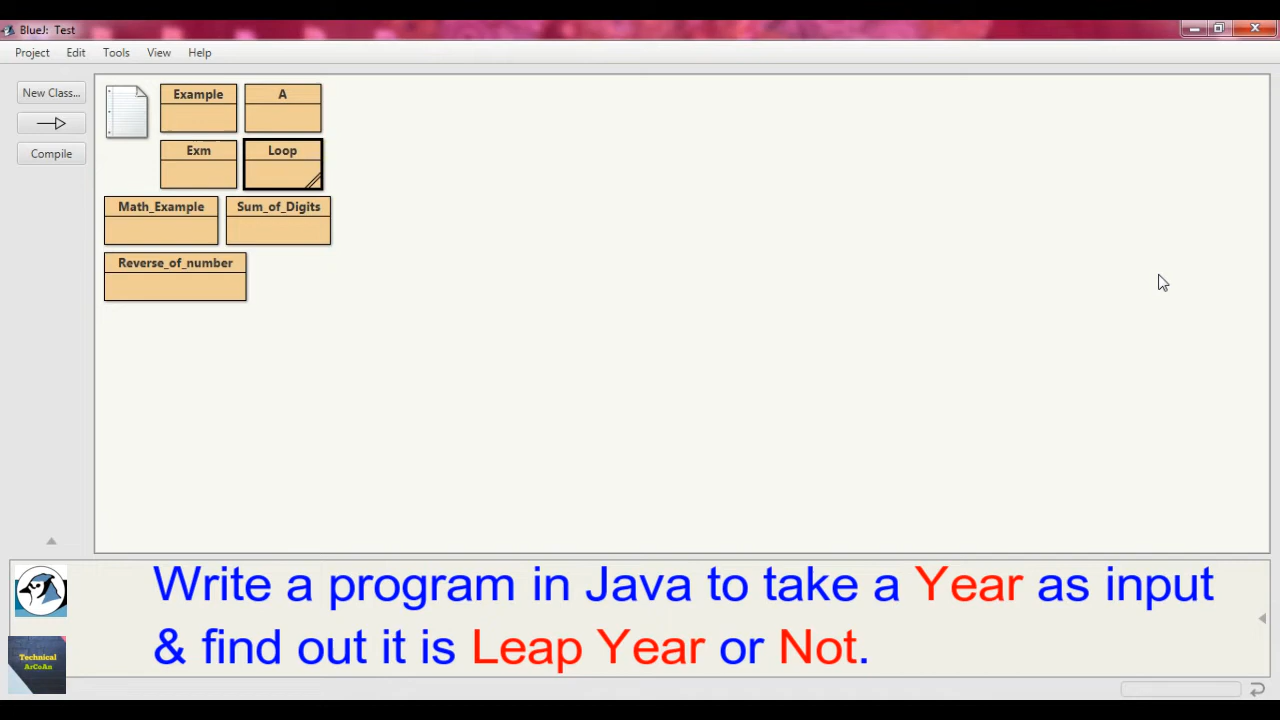 BlueJ: Test
Project Edit Tools View Help
New Class...
Compile
Example A
Exm Loop
Math_Example Sum_of_Digits
Reverse_of_number
Write a program in Java to take a Year as input
& find out it is Leap Year or Not.
Technical
ArCoAn